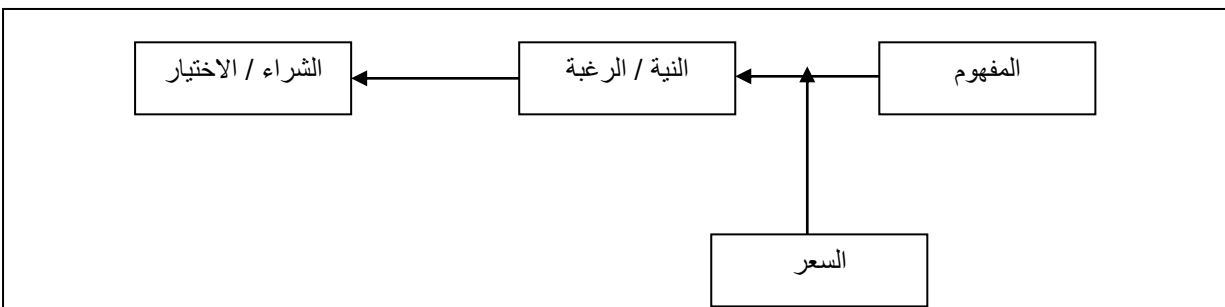 المفهوم
النية / الرغبة
الشراء / الاختيار
السعر